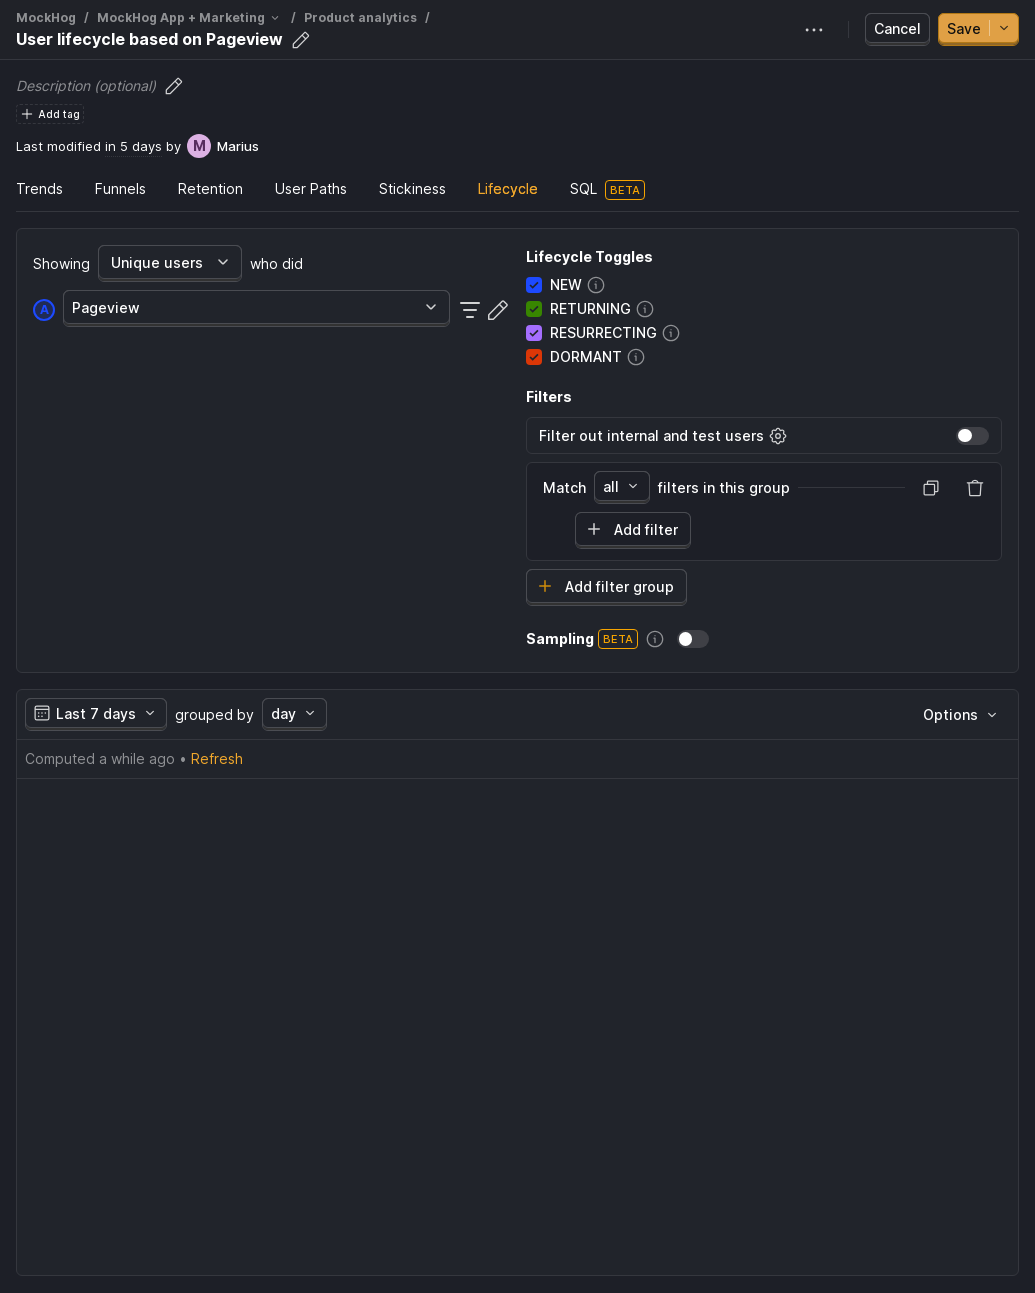 MockHog / MockHog App + Marketing / Product analytics /
User lifecycle based on Pageview
Cancel
Save
Description (optional)
Add tag
Last modified in 5 days by M Marius
Trends Funnels Retention User Paths Stickiness Lifecycle SQL BETA
Showing Unique users who did
A Pageview
Lifecycle Toggles
NEW
RETURNING
RESURRECTING
DORMANT
Filters
Filter out internal and test users
Match all filters in this group
Add filter
Add filter group
Sampling BETA
Last 7 days grouped by day
Options
Computed a while ago • Refresh